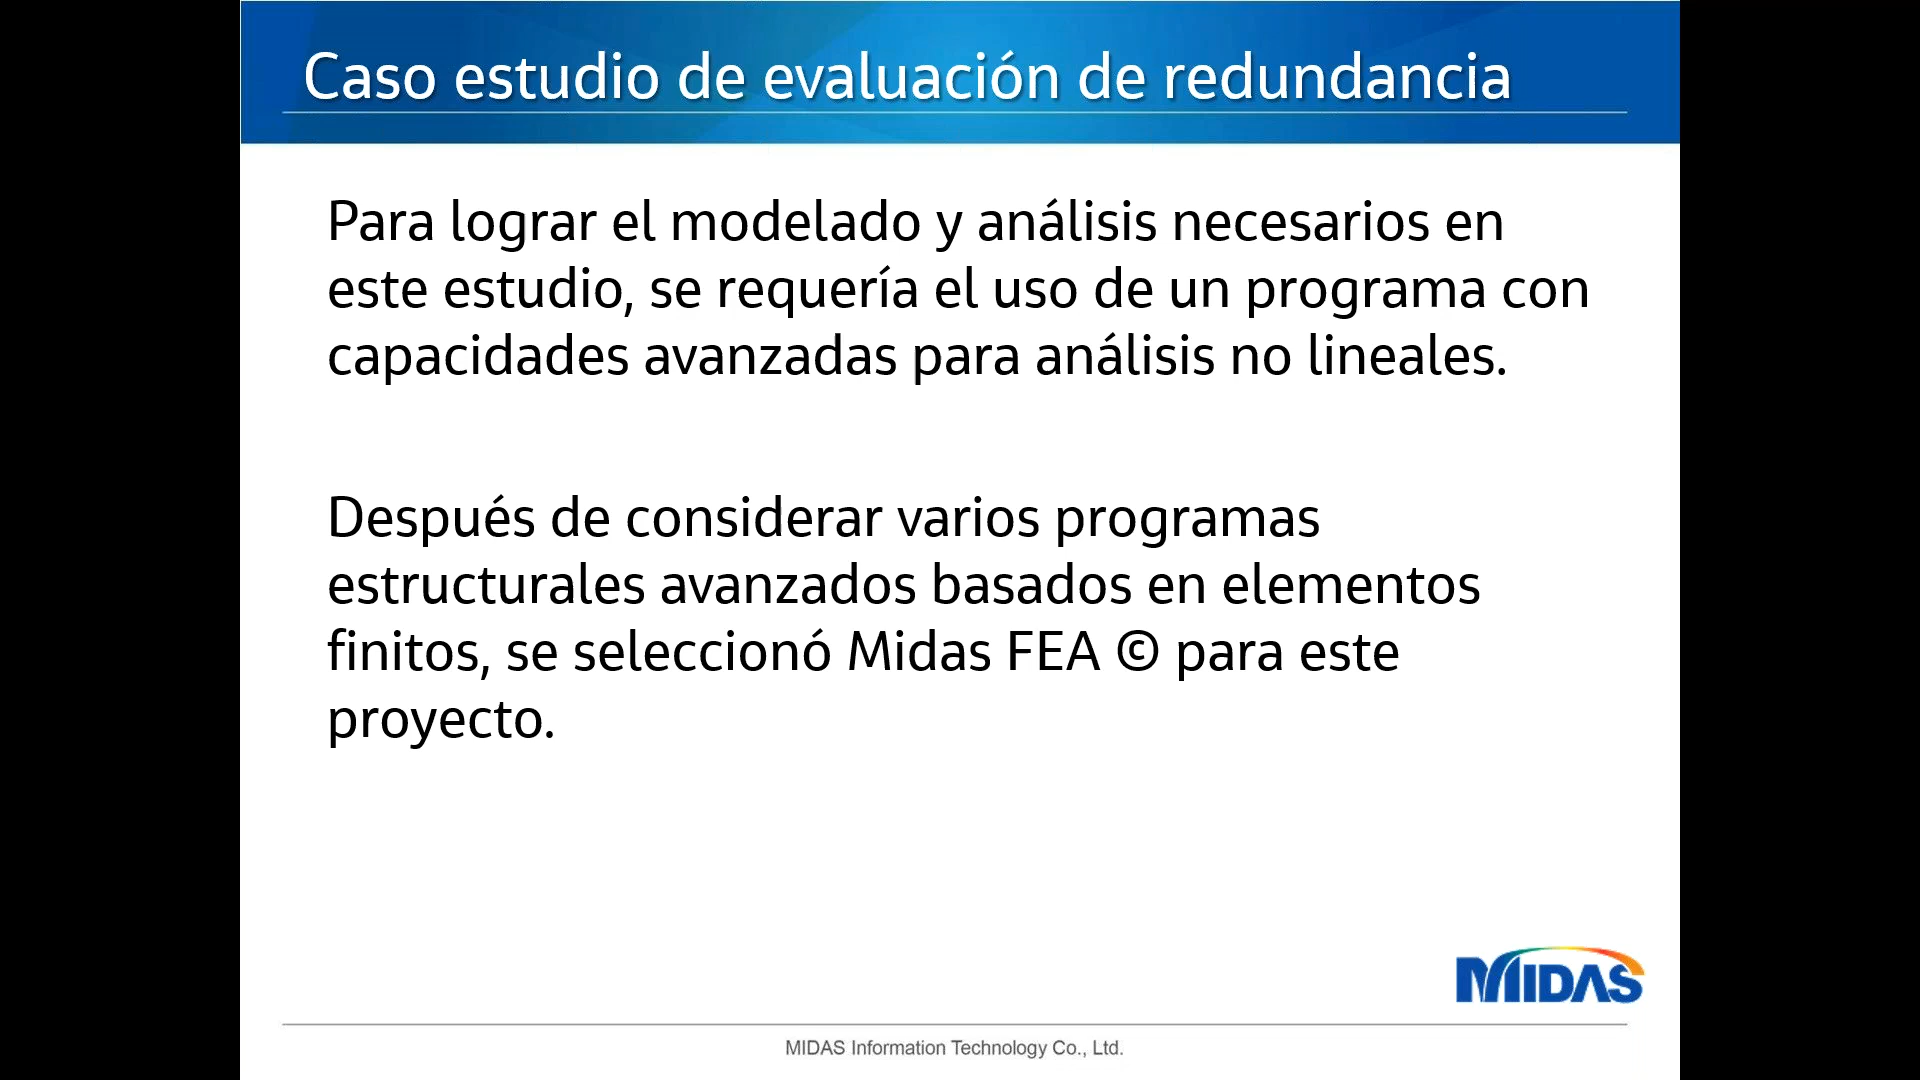 Caso estudio de evaluación de redundancia
Para lograr el modelado y análisis necesarios en
este estudio, se requería el uso de un programa con
capacidades avanzadas para análisis no lineales.
Después de considerar varios programas
estructurales avanzados basados en elementos
finitos, se seleccionó Midas FEA © para este
proyecto.
MIDAS
MIDAS Information Technology Co., Ltd.